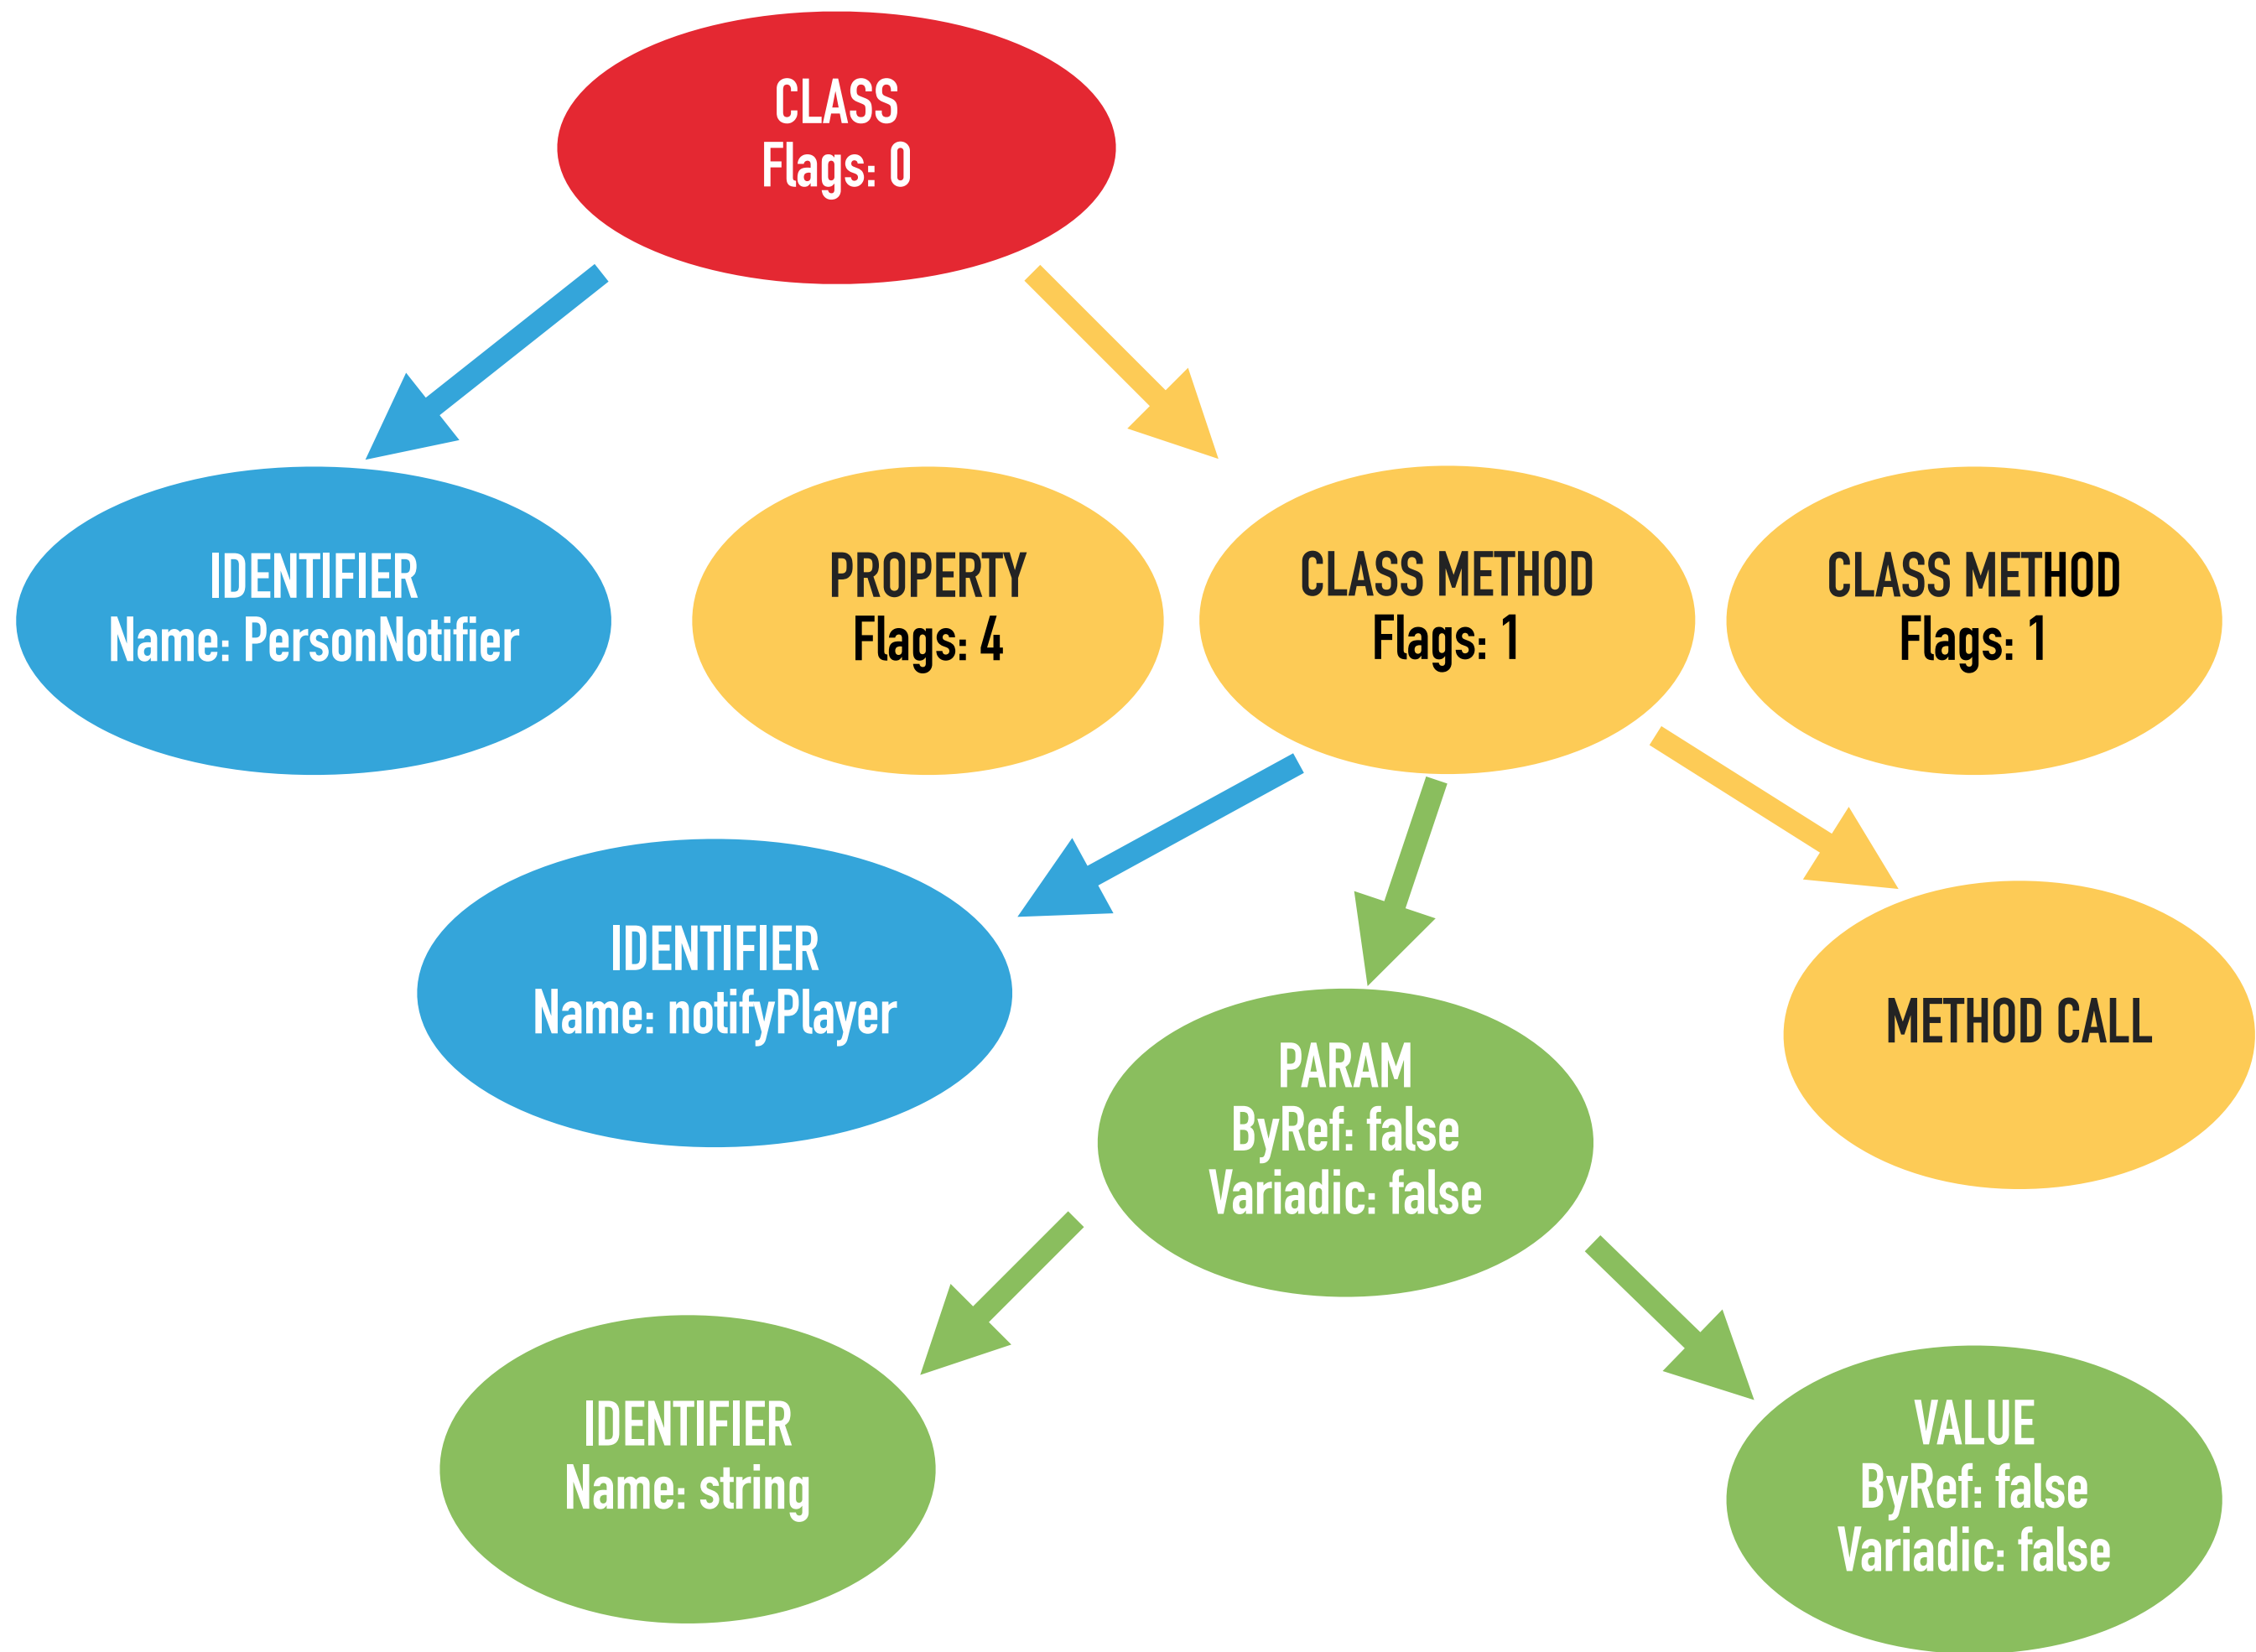 CLASS
Flags: 0
IDENTIFIER
Name: PersonNotifier
PROPERTY
Flags: 4
CLASS METHOD
Flags: 1
CLASS METHOD
Flags: 1
IDENTIFIER
Name: notifyPlayer
METHOD CALL
PARAM
ByRef: false
Variadic: false
IDENTIFIER
Name: string
VALUE
ByRef: false
Variadic: false